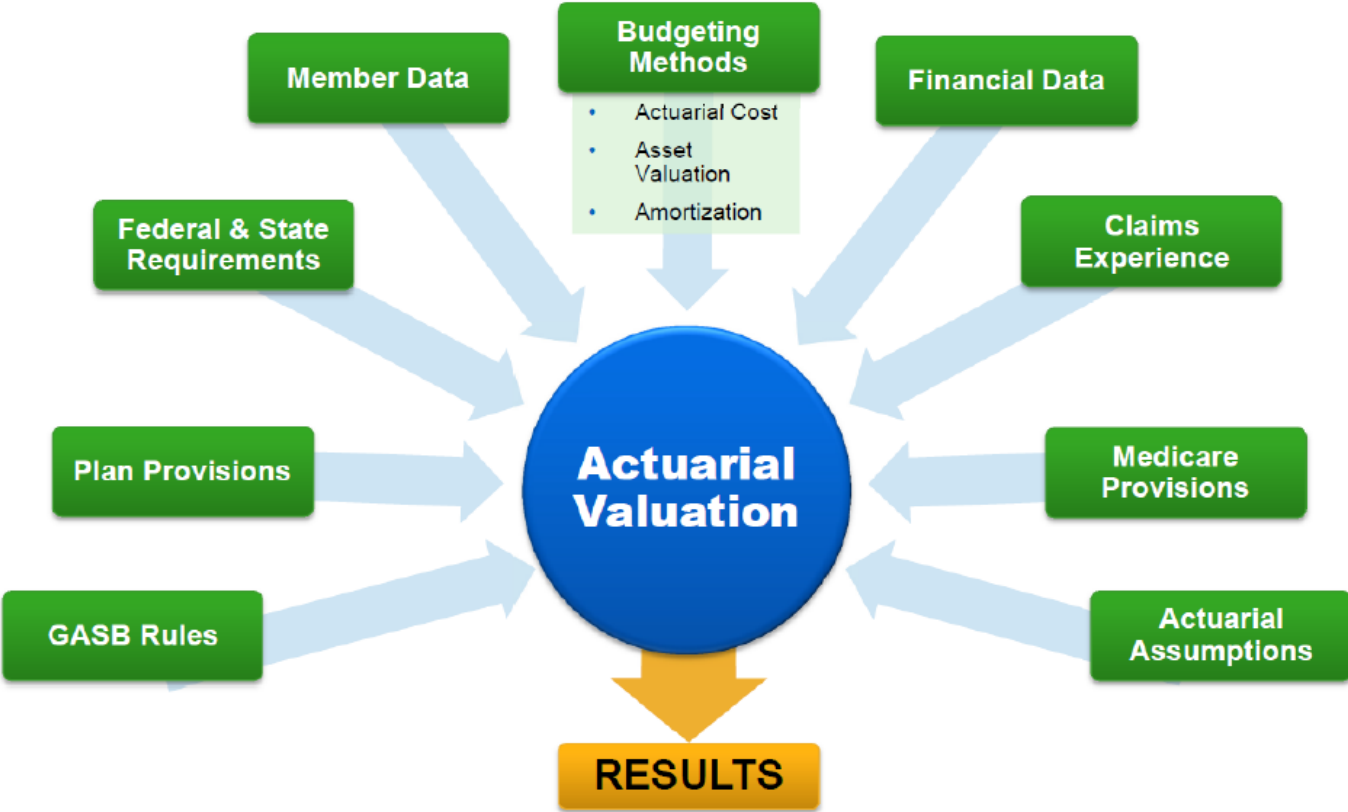 Budgeting
Methods
Member Data
Financial Data
• Actuarial Cost
• Asset
Valuation
• Amortization
Federal & State
Requirements
Claims
Experience
Plan Provisions
Actuarial
Valuation
Medicare
Provisions
GASB Rules
Actuarial
Assumptions
RESULTS